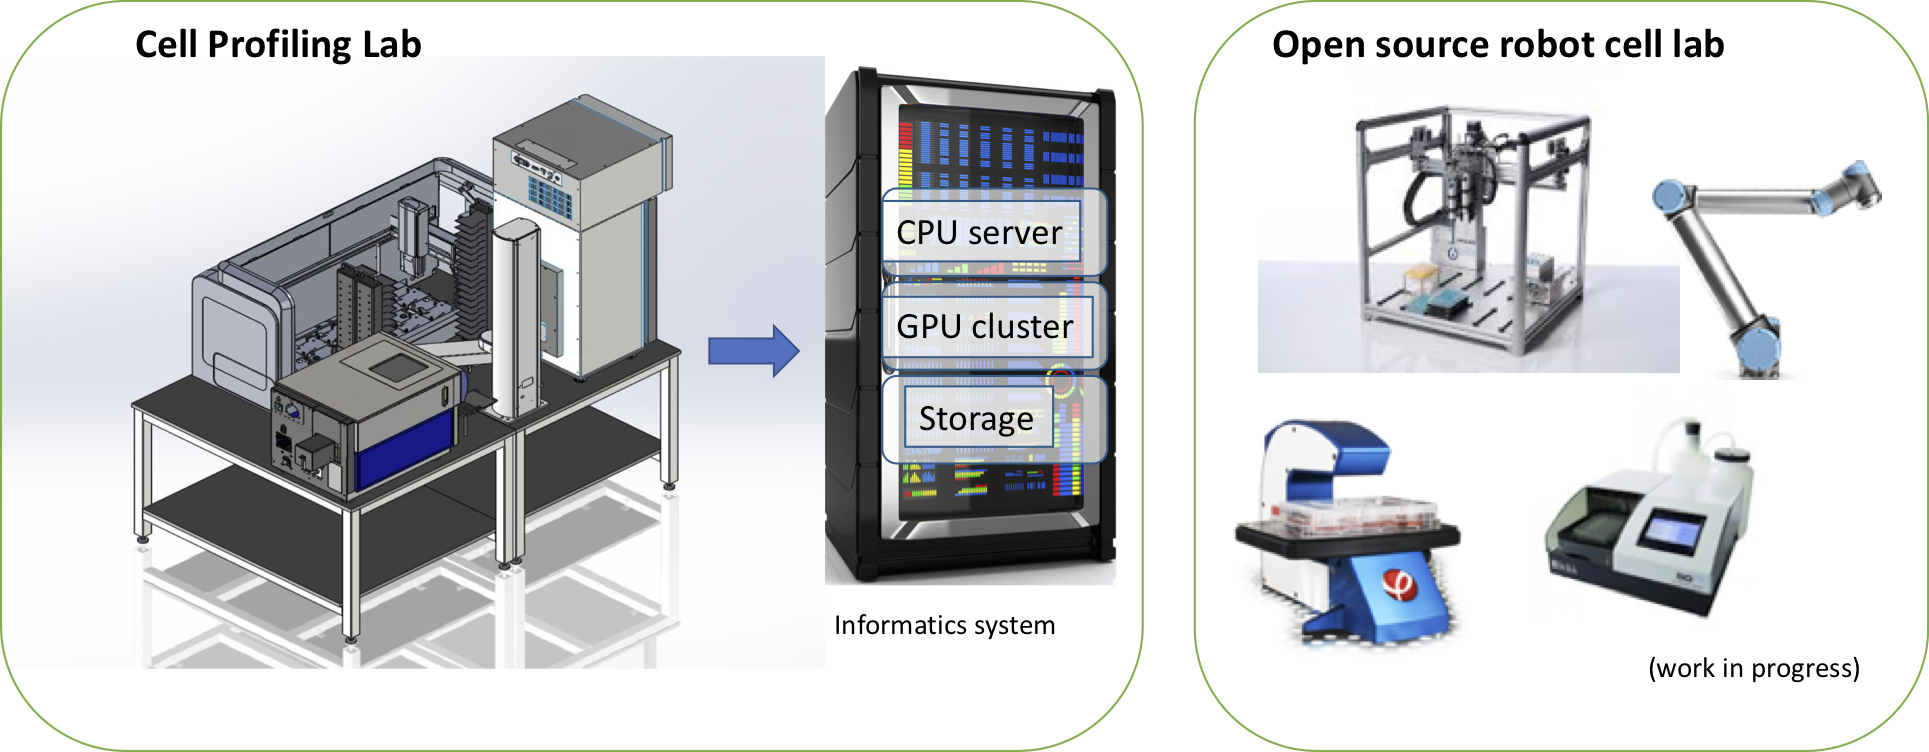 Cell Profiling Lab
CPU server
GPU cluster
Storage
Informatics system
Open source robot cell lab
(work in progress)